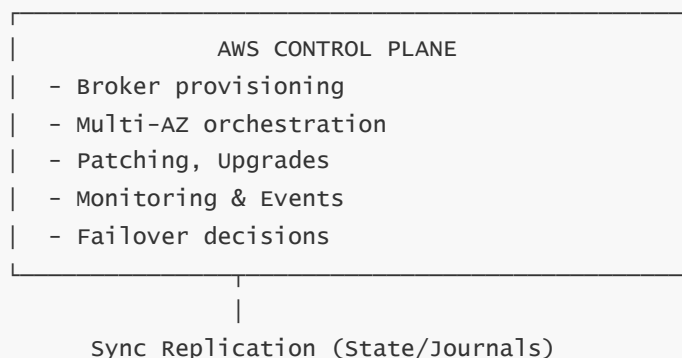 AWS CONTROL PLANE
- Broker provisioning
- Multi-AZ orchestration
- Patching, Upgrades
- Monitoring & Events
- Failover decisions
Sync Replication (State/Journals)